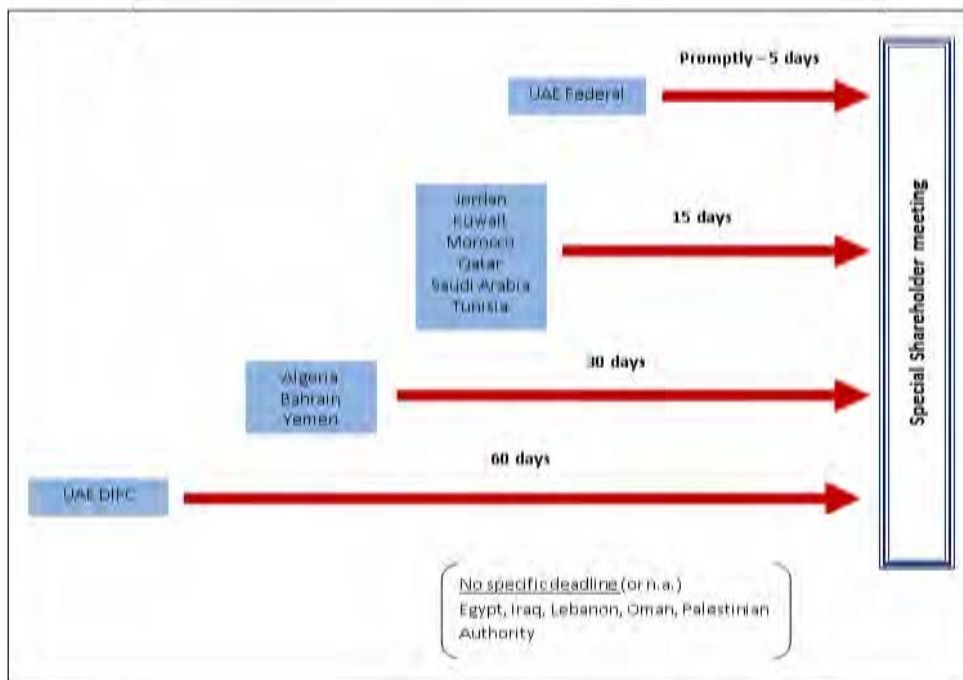 Promptly – 5 days
UAE Federal
Jordan
Kuwait
Morocco
Qatar
Saudi Arabia
Tunisia
15 days
Algeria
Bahrain
Yemen
30 days
UAE DIFC
60 days
Special Shareholder meeting
No specific deadline (or n.a.)
Egypt, Iraq, Lebanon, Oman, Palestinian
Authority